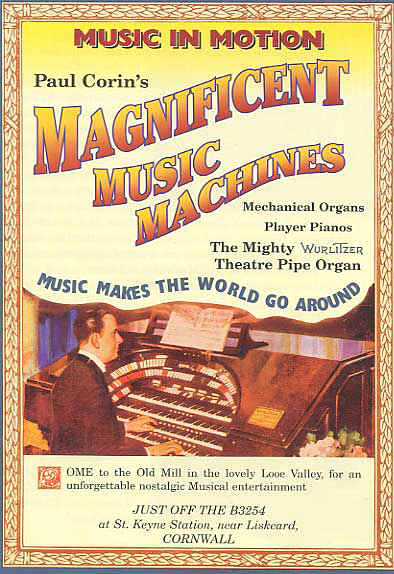 MUSIC IN MOTION
Paul Corin's
MAGNIFICENT
MUSIC
MACHINES
Mechanical Organs
Player Pianos
The Mighty WURLITZER
Theatre Pipe Organ
MUSIC MAKES THE WORLD GO AROUND
COME to the Old Mill in the lovely Looe Valley, for an
unforgettable nostalgic Musical entertainment
JUST OFF THE B3254
at St. Keyne Station, near Liskeard,
CORNWALL